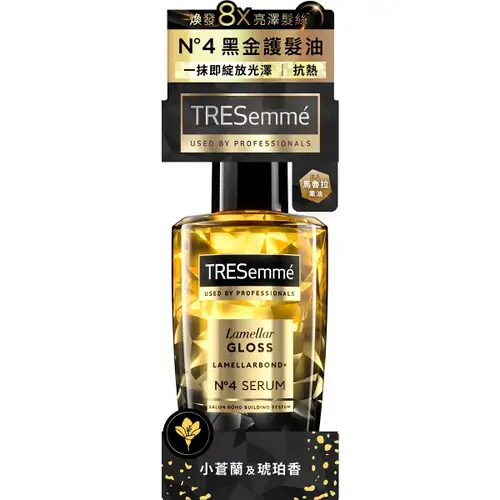 煥發8X亮澤髮絲
N°4黑金護髮油
一抹即綻放光澤 | 抗熱
TRESemmé
USED BY PROFESSIONALS
注入
馬魯拉
果油
TRESemmé
USED BY PROFESSIONALS
Lamellar
GLOSS
LAMELLARBOND+
N°4 SERUM
SALON BOND BUILDING SYSTEM
小蒼蘭及琥珀香